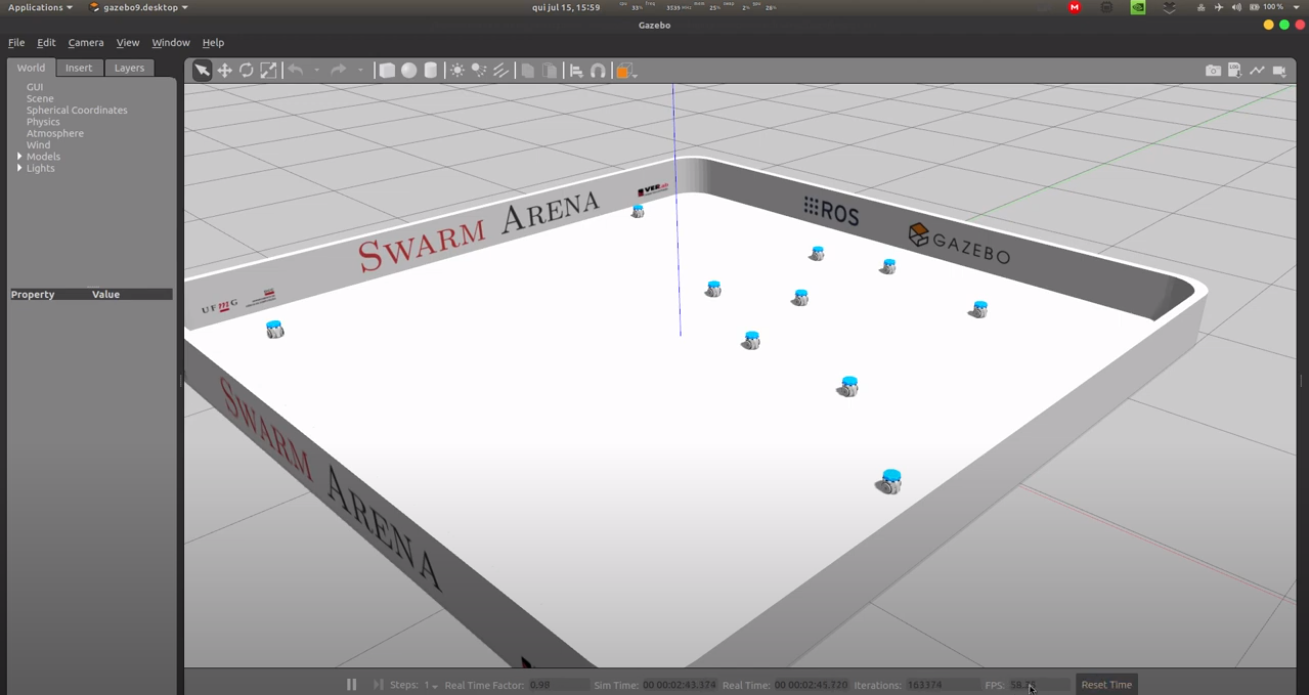 Applications gazebo9.desktop qui jul 15, 15:59 100 %
Gazebo
File Edit Camera View Window Help
World Insert Layers
GUI
Scene
Spherical Coordinates
Physics
Atmosphere
Wind
Models
Lights
Property Value
UFmG
SWARM ARENA
VER
ROS
GAZEBO
SWARM ARENA
Steps: 1 Real Time Factor: 0.98 Sim Time: 00 00:02:43.374 Real Time: 00 00:02:45.720 Iterations: 163374 FPS: Reset Time